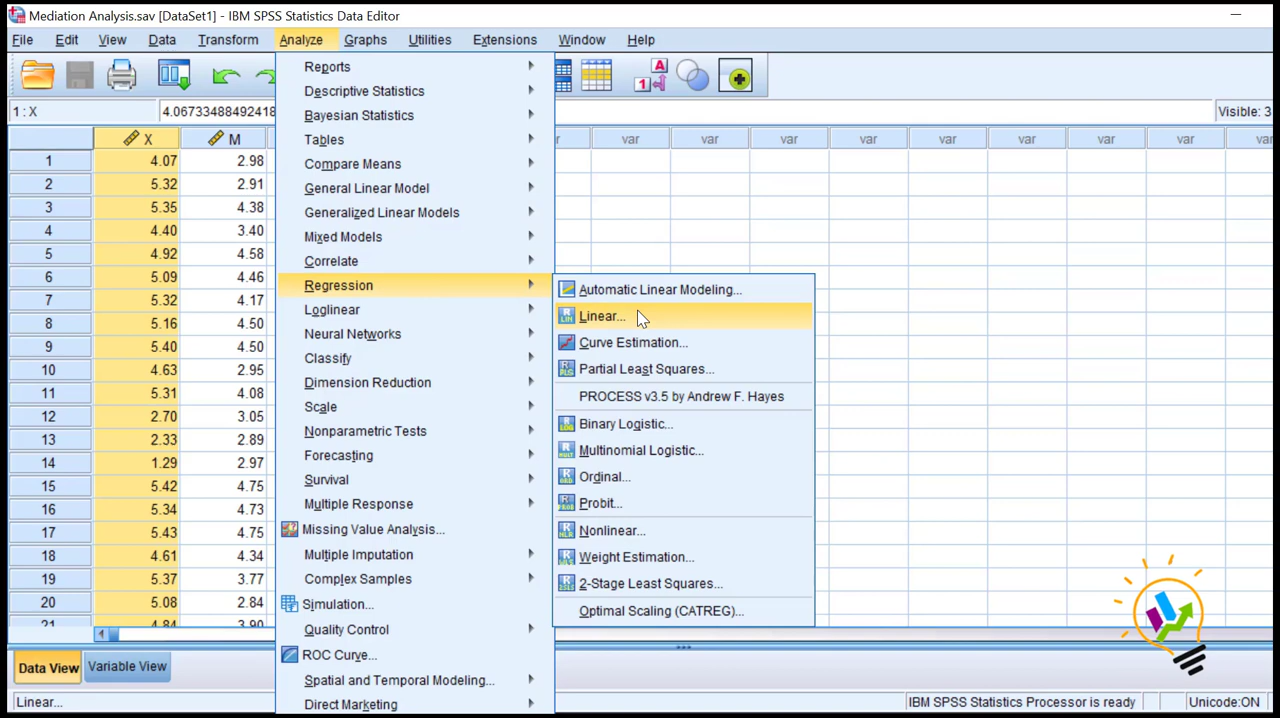 Mediation Analysis.sav [DataSet1] - IBM SPSS Statistics Data Editor
File Edit View Data Transform Analyze Graphs Utilities Extensions Window Help
1 A
1 : X 4.06733488492418 Visible: 3
X M var var var var var var var var
1 4.07 2.98
2 5.32 2.91
3 5.35 4.38
4 4.40 3.40
5 4.92 4.58
6 5.09 4.46
7 5.32 4.17
8 5.16 4.50
9 5.40 4.50
10 4.63 2.95
11 5.31 4.08
12 2.70 3.05
13 2.33 2.89
14 1.29 2.97
15 5.42 4.75
16 5.34 4.73
17 5.43 4.75
18 4.61 4.34
19 5.37 3.77
20 5.08 2.84
21 4.84 3.90
Reports
Descriptive Statistics
Bayesian Statistics
Tables
Compare Means
General Linear Model
Generalized Linear Models
Mixed Models
Correlate
Regression
Loglinear
Neural Networks
Classify
Dimension Reduction
Scale
Nonparametric Tests
Forecasting
Survival
Multiple Response
Missing Value Analysis...
Multiple Imputation
Complex Samples
Simulation...
Quality Control
ROC Curve...
Spatial and Temporal Modeling...
Direct Marketing
Automatic Linear Modeling...
Linear...
Curve Estimation...
Partial Least Squares...
PROCESS v3.5 by Andrew F. Hayes
Binary Logistic...
Multinomial Logistic...
Ordinal...
Probit...
Nonlinear...
Weight Estimation...
2-Stage Least Squares...
Optimal Scaling (CATREG)...
Data View Variable View
Linear... IBM SPSS Statistics Processor is ready Unicode:ON